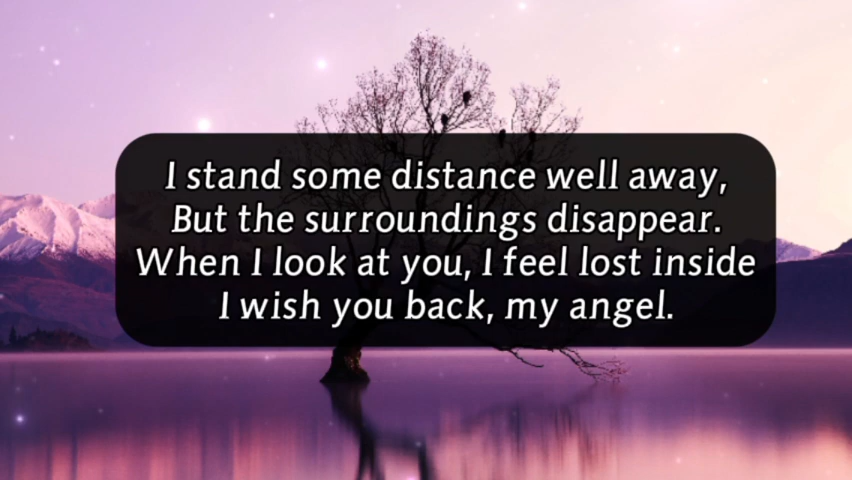 I stand some distance well away,
But the surroundings disappear.
When I look at you, I feel lost inside
I wish you back, my angel.